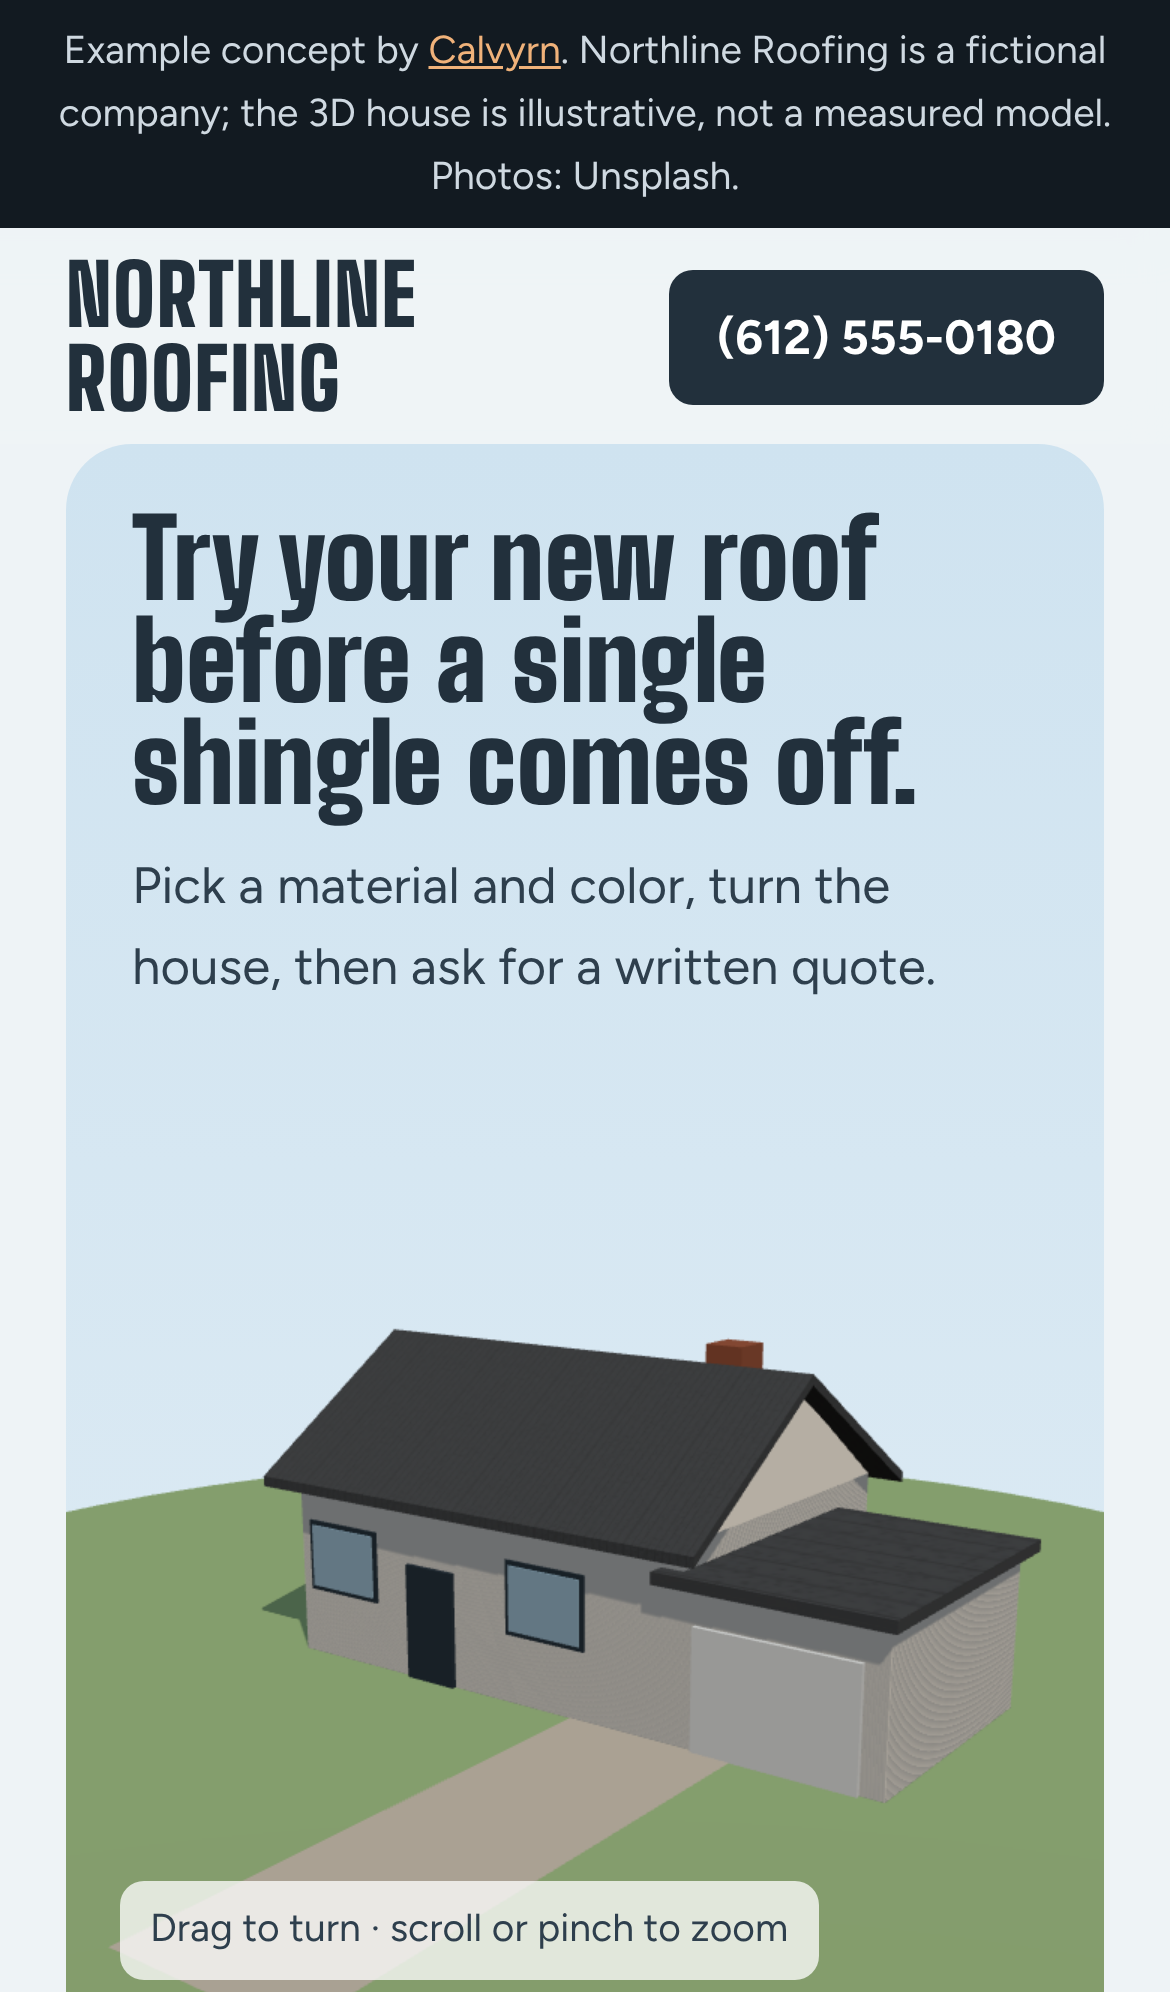 Example concept by Calvyrn. Northline Roofing is a fictional
company; the 3D house is illustrative, not a measured model.
Photos: Unsplash.
NORTHLINE
ROOFING
(612) 555-0180
Try your new roof
before a single
shingle comes off.
Pick a material and color, turn the
house, then ask for a written quote.
Drag to turn · scroll or pinch to zoom